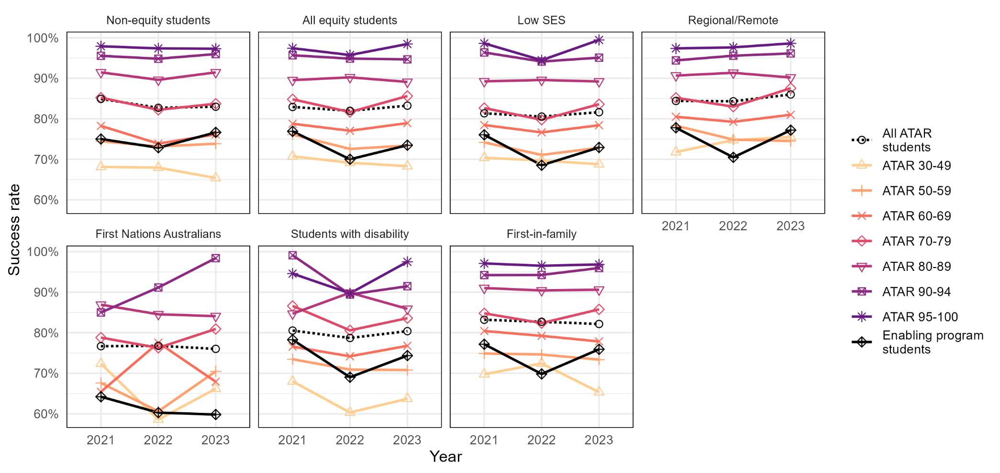 Non-equity students
All equity students
Low SES
Regional/Remote
100%
90%
80%
70%
60%
2021
2022
2023
First Nations Australians
Students with disability
First-in-family
100%
90%
80%
70%
60%
2021
2022
2023
2021
2022
2023
2021
2022
2023
Success rate
Year
All ATAR
students
ATAR 30-49
ATAR 50-59
ATAR 60-69
ATAR 70-79
ATAR 80-89
ATAR 90-94
ATAR 95-100
Enabling program
students